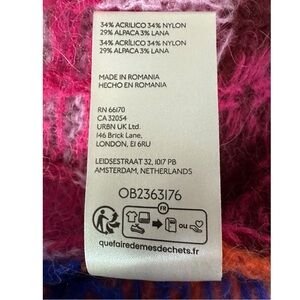 34% ACRILICO 34% NYLON
29% ALPACA 3% LANA
34% ACRÍLICO 34% NYLON
29% ALPACA 3% LANA
MADE IN ROMANIA
HECHO EN ROMANIA
RN 66170
CA 32054
URBN UK Ltd.
146 Brick Lane,
LONDON, E1 6RU
LEIDSESTRAAT 32, 1017 PB
AMSTERDAM, NETHERLANDS
OB2363176
FR
OU
quefairedemesdechets.fr